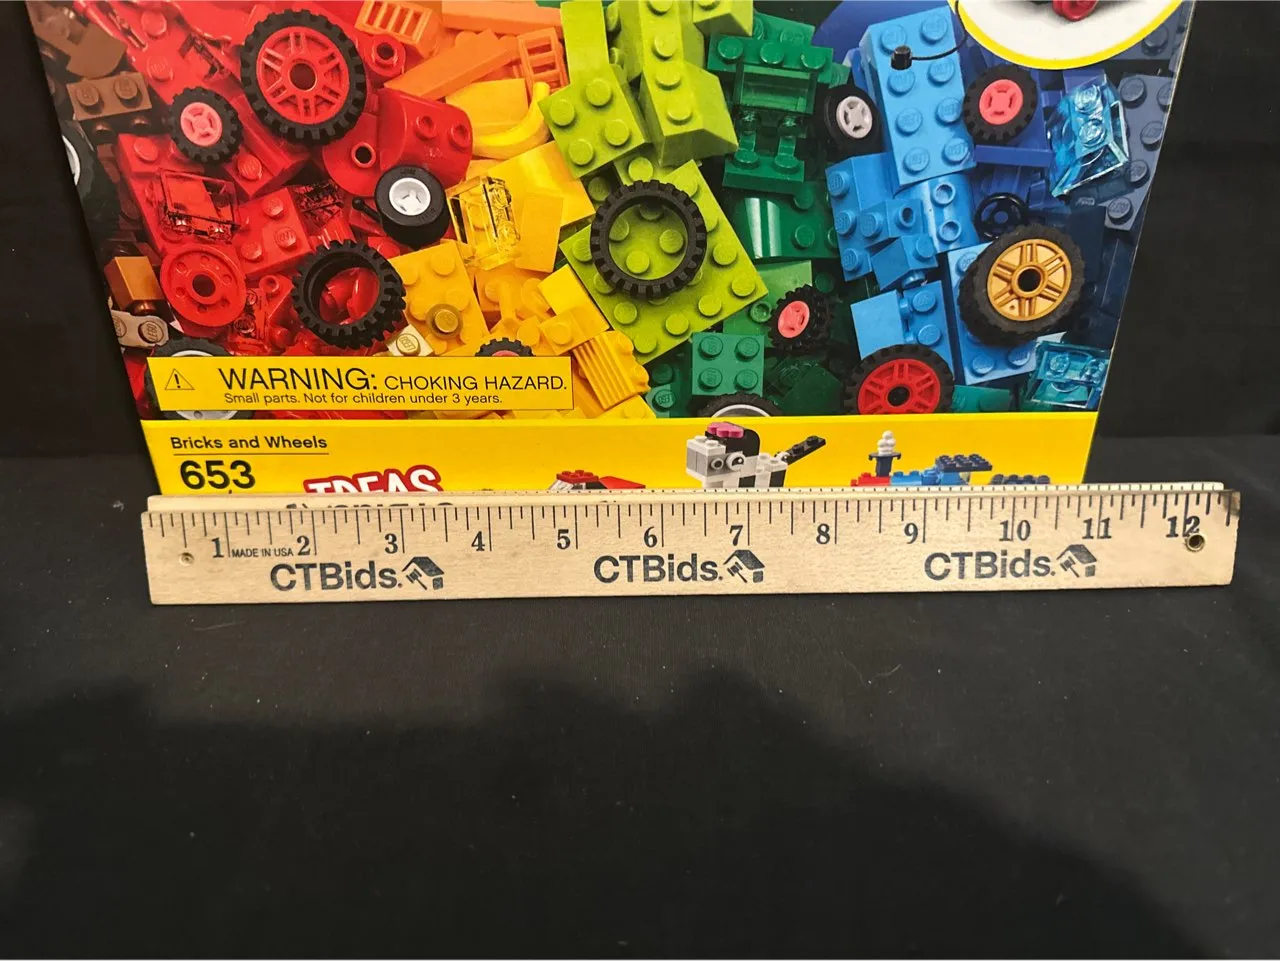 WARNING: CHOKING HAZARD.
Small parts. Not for children under 3 years.
Bricks and Wheels
653
IDEAS
1 2 3 4 5 6 7 8 9 10 11 12
MADE IN USA
CTBids. CTBids. CTBids.